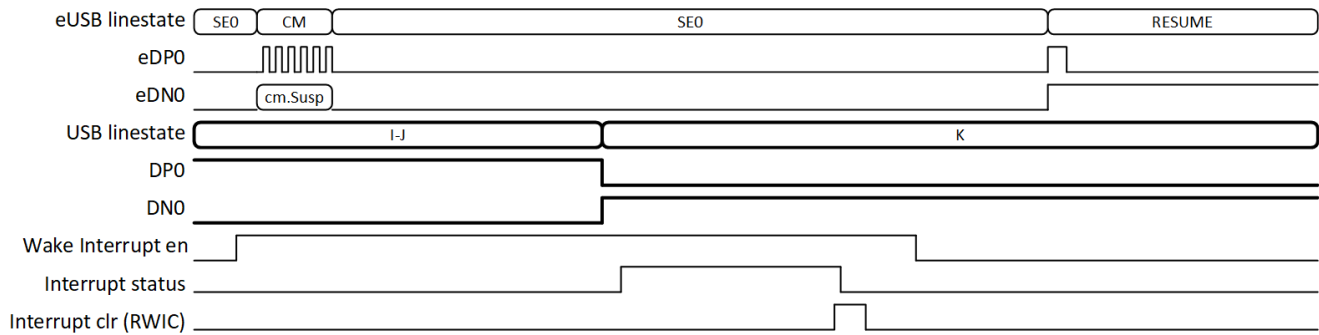 eUSB linestate SE0 CM SE0 RESUME
eDP0
eDN0 cm.Susp
USB linestate I-J K
DP0
DN0
Wake Interrupt en
Interrupt status
Interrupt clr (RWIC)